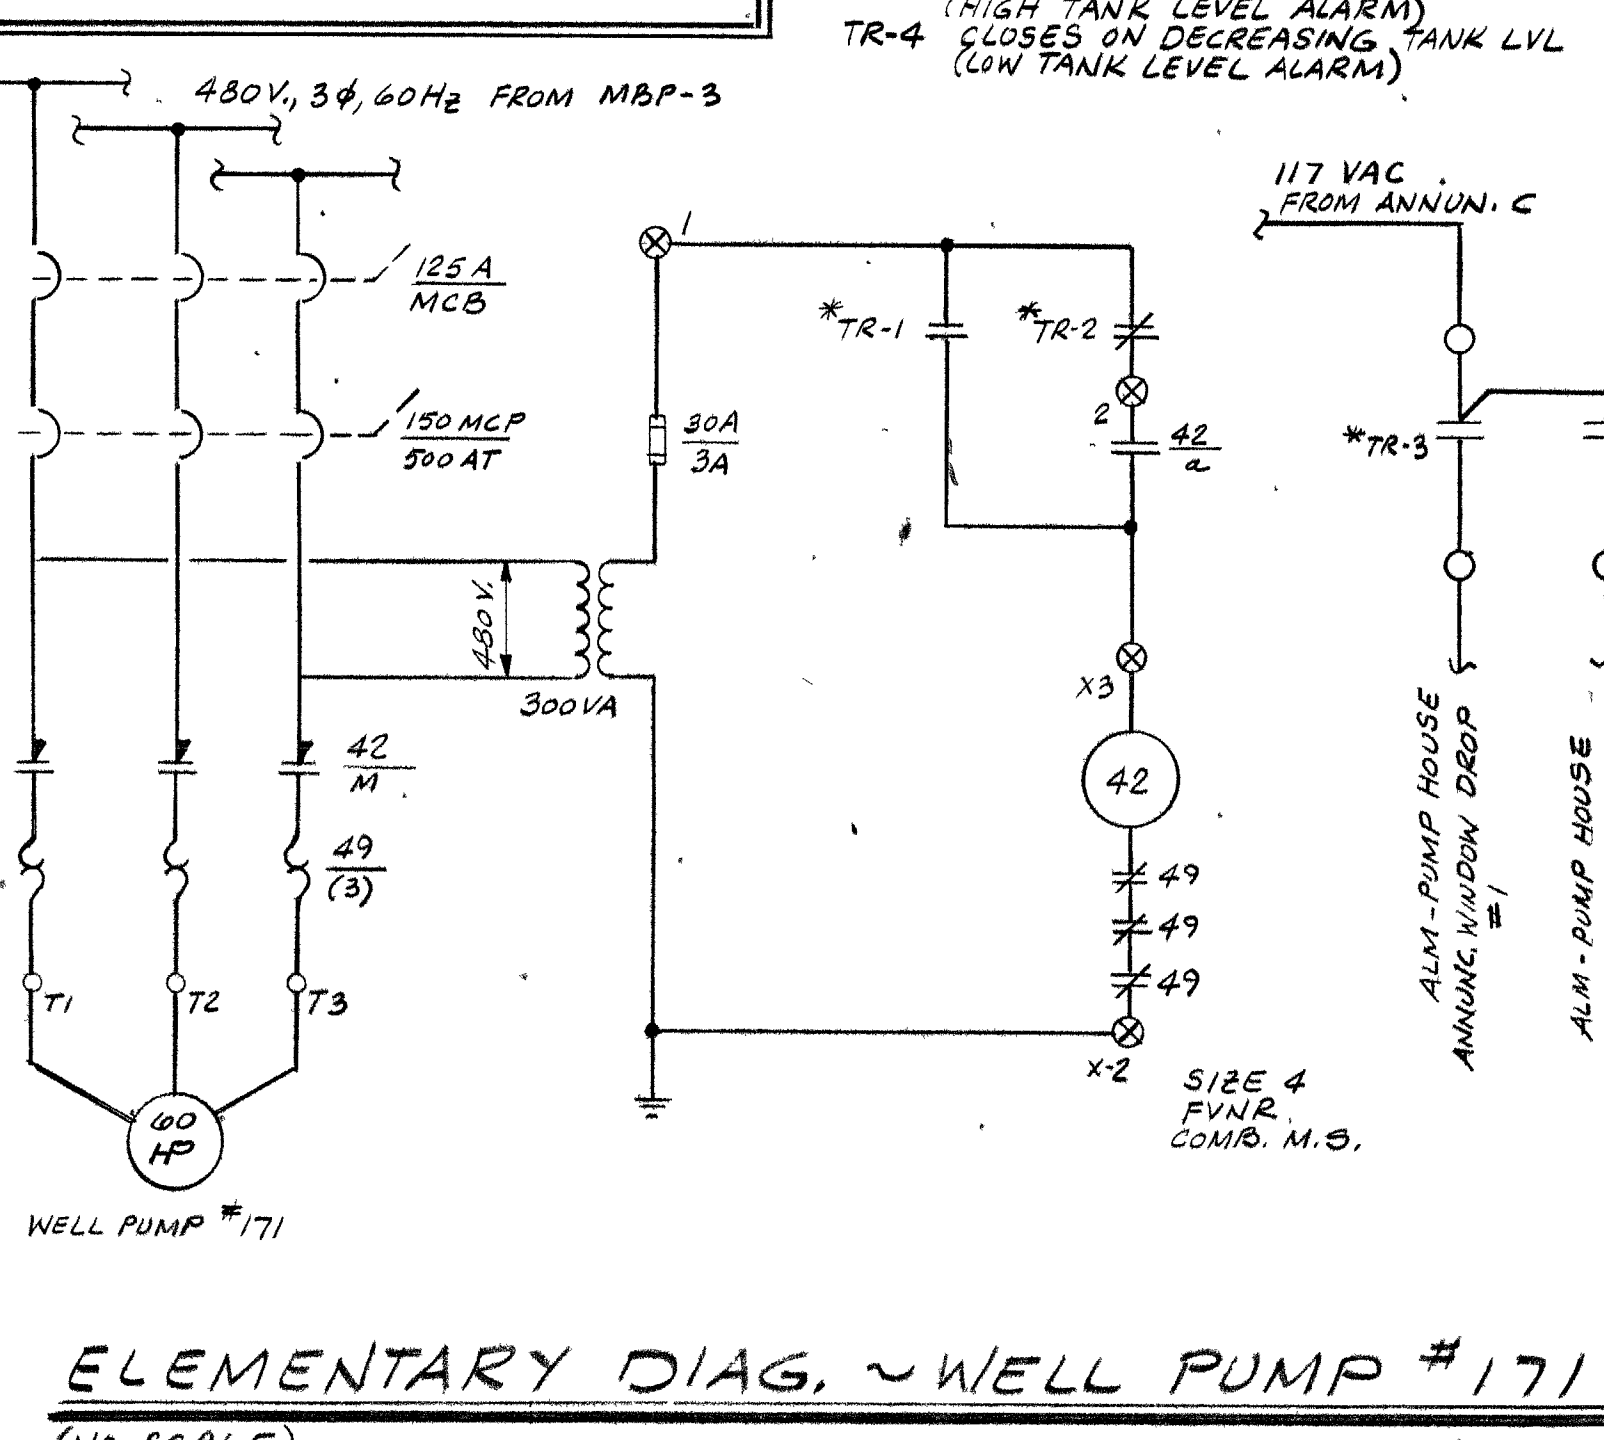 (HIGH TANK LEVEL ALARM)
TR-4 CLOSES ON DECREASING TANK LVL
(LOW TANK LEVEL ALARM)
480V., 3ϕ, 60Hz FROM MBP-3
117 VAC
FROM ANNUN. C
1
125 A
MCB
*TR-1
*TR-2
2
42
a
*TR-3
150 MCP
500 AT
30A
3A
480V.
300VA
X3
42
42
M
49
(3)
49
49
49
T1
T2
T3
X-2
ALM-PUMP HOUSE
ANNUNC. WINDOW DROP
#1
ALM-PUMP HOUSE
SIZE 4
FVNR.
COMB. M.S.
60
HP
WELL PUMP #171
ELEMENTARY DIAG. ~ WELL PUMP #171
(NO SCALE)